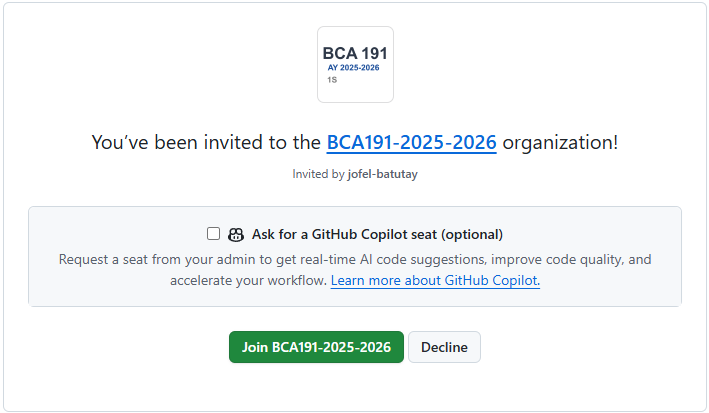 BCA 191
AY 2025-2026
1S
You’ve been invited to the BCA191-2025-2026 organization!
Invited by jofel-batutay
Ask for a GitHub Copilot seat (optional)
Request a seat from your admin to get real-time AI code suggestions, improve code quality, and
accelerate your workflow. Learn more about GitHub Copilot.
Join BCA191-2025-2026 Decline